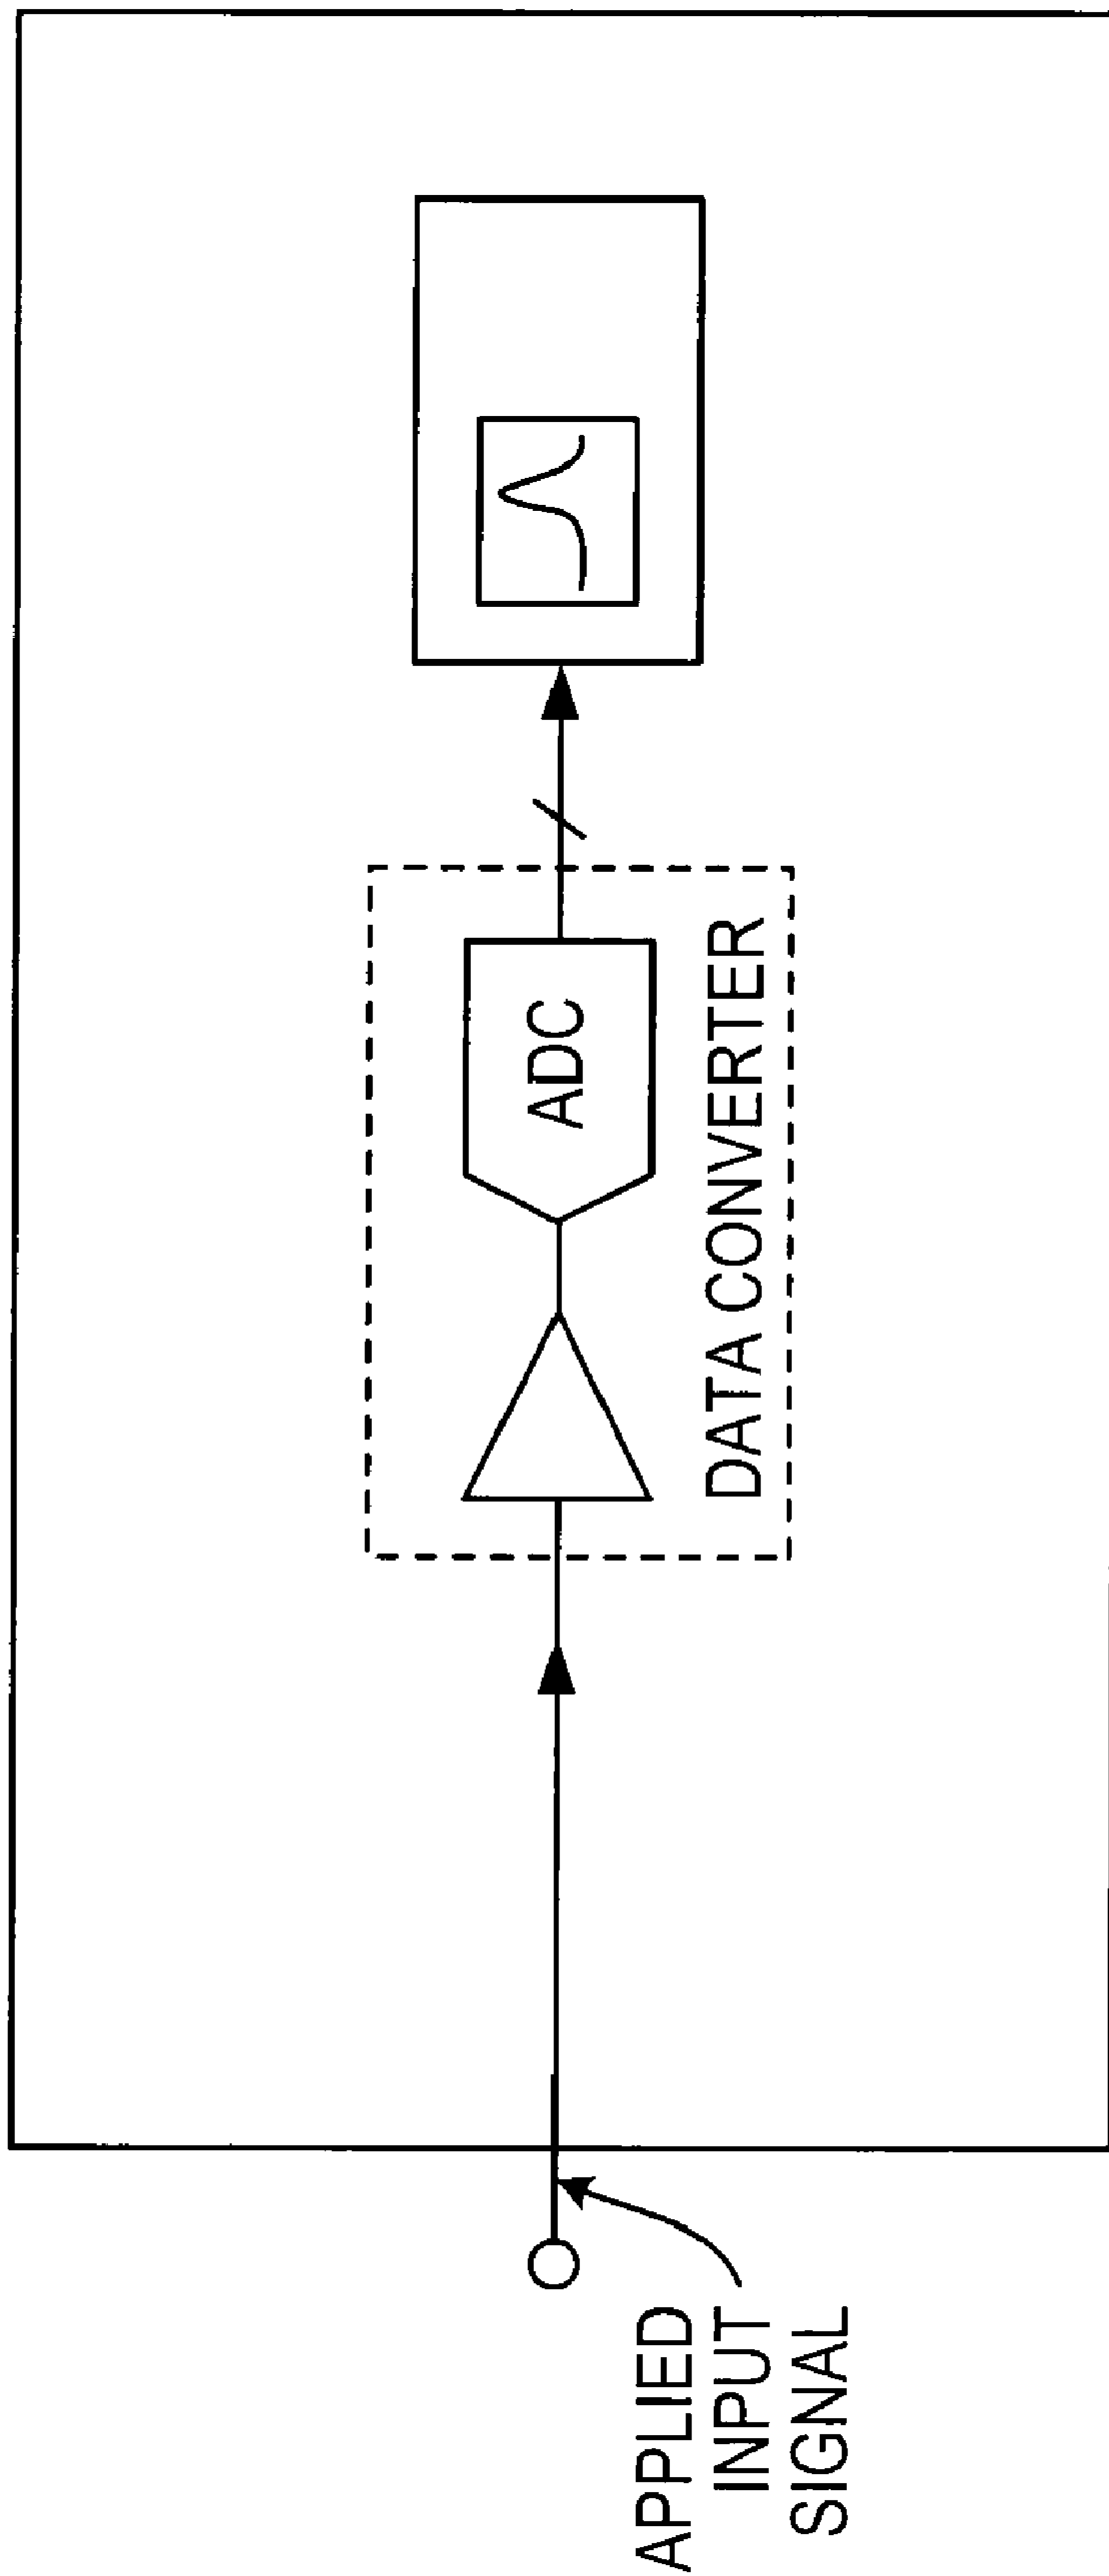 APPLIED
INPUT
SIGNAL
ADC
DATA CONVERTER